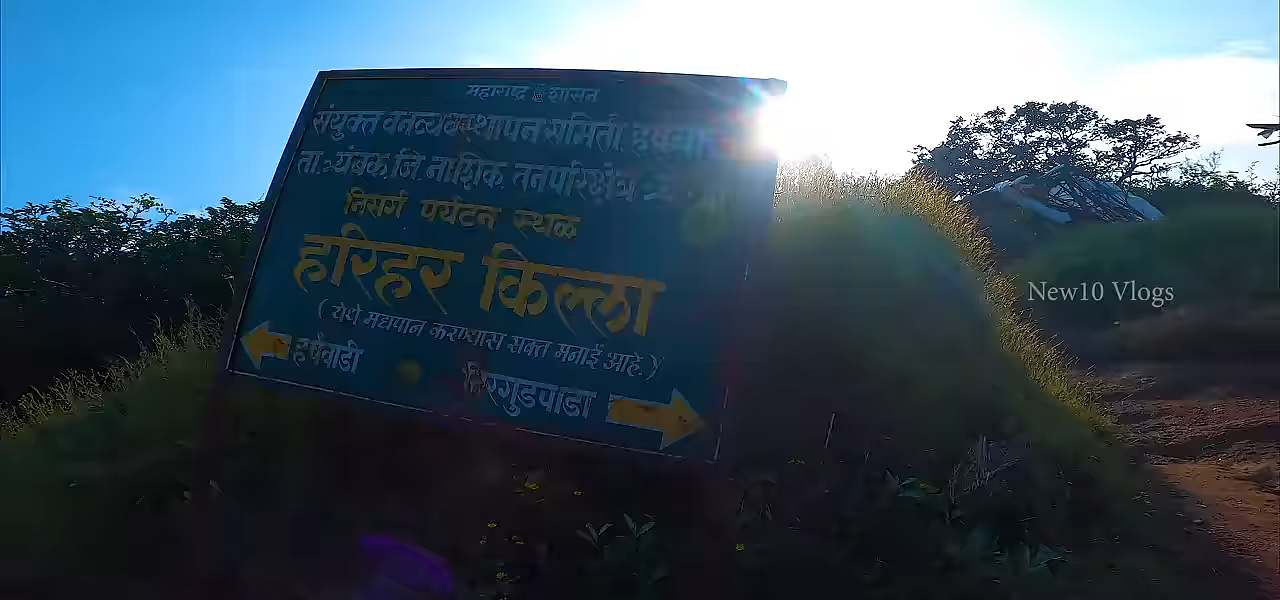 महाराष्ट्र शासन
संयुक्त वनव्यवस्थापन समिती
ता. त्र्यंबक, जि. नाशिक. वनपरिक्षेत्र
निसर्ग पर्यटन स्थळ
हरिहर किल्ला
( येथे मद्यपान करण्यास सक्त मनाई आहे. )
हर्षेवाडी
निरगुडपाडा
New10 Vlogs